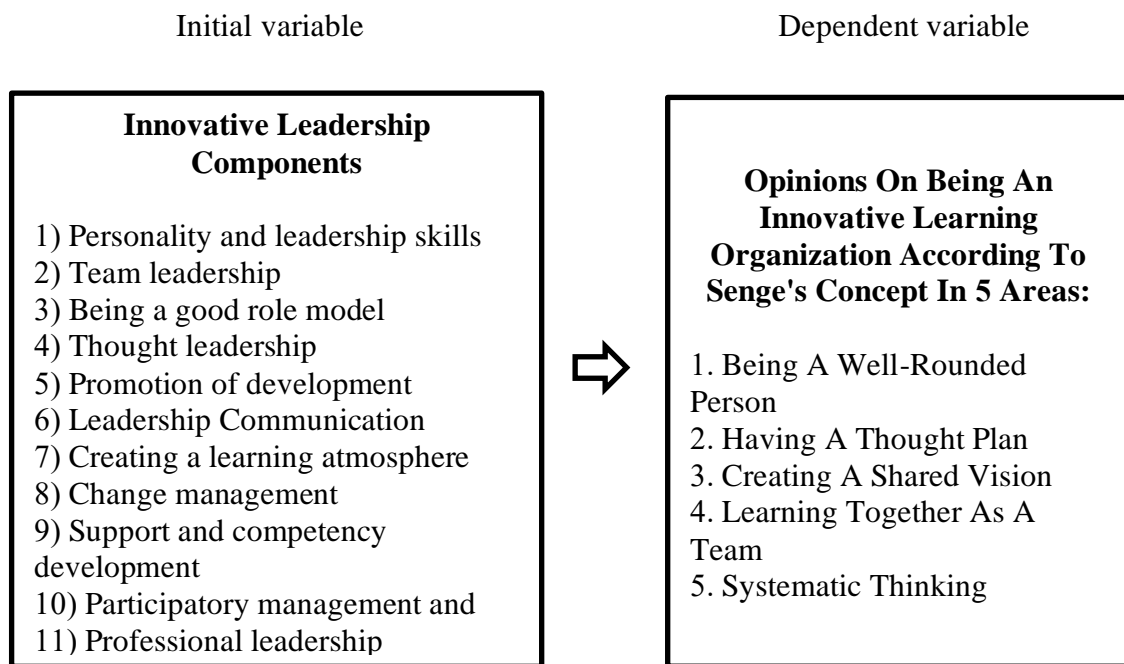 Initial variable
Dependent variable
Innovative Leadership
Components
1) Personality and leadership skills
2) Team leadership
3) Being a good role model
4) Thought leadership
5) Promotion of development
6) Leadership Communication
7) Creating a learning atmosphere
8) Change management
9) Support and competency
development
10) Participatory management and
11) Professional leadership
Opinions On Being An
Innovative Learning
Organization According To
Senge's Concept In 5 Areas:
1. Being A Well-Rounded
Person
2. Having A Thought Plan
3. Creating A Shared Vision
4. Learning Together As A
Team
5. Systematic Thinking